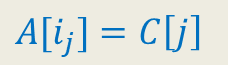 A[i_j] = C[j]